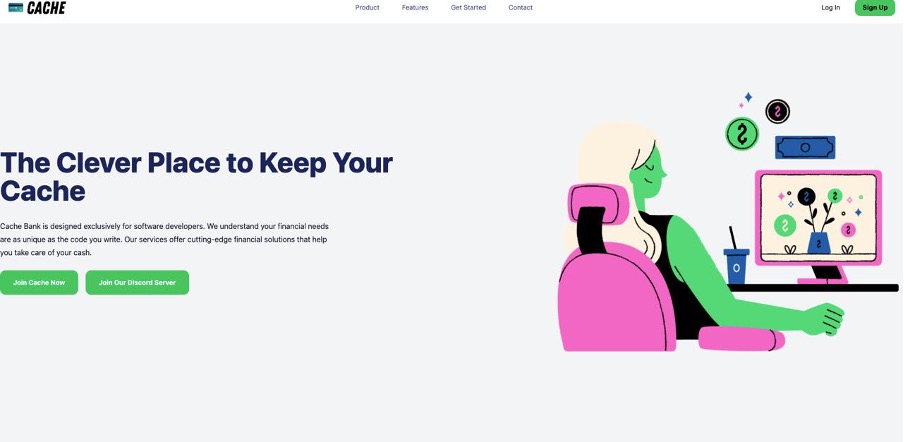 CACHE
Product Features Get Started Contact
Log In Sign Up
The Clever Place to Keep Your
Cache
Cache Bank is designed exclusively for software developers. We understand your financial needs
are as unique as the code you write. Our services offer cutting-edge financial solutions that help
you take care of your cash.
Join Cache Now Join Our Discord Server